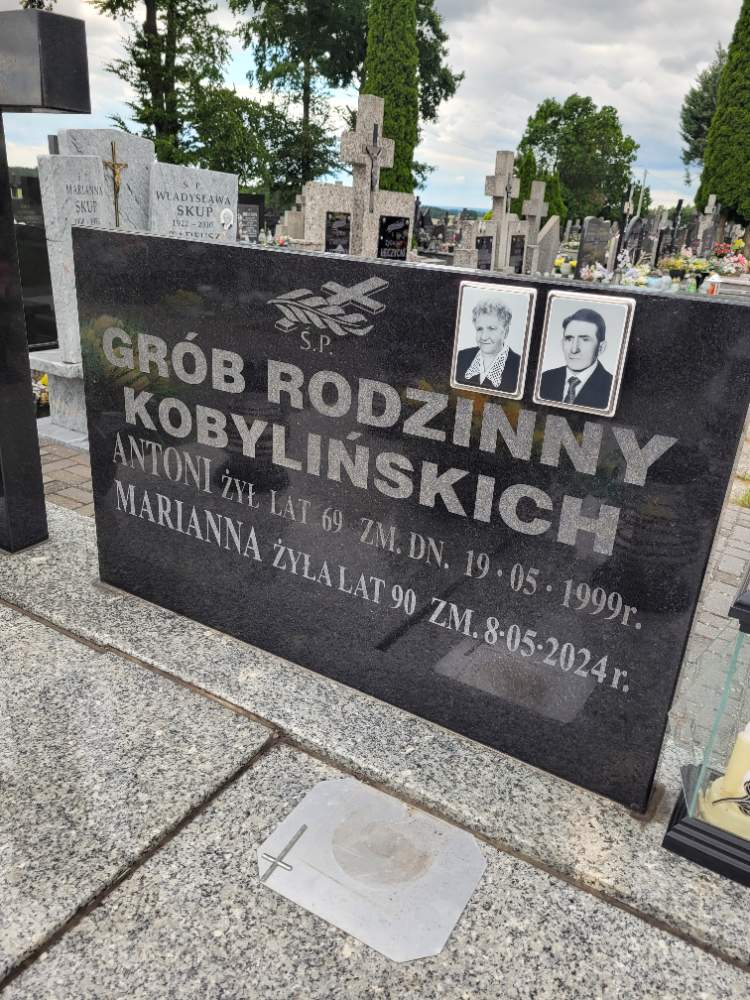 Ś.P.
GRÓB RODZINNY
KOBYLIŃSKICH
ANTONI ŻYŁ LAT 69 ZM. DN. 19·05·1999r.
MARIANNA ŻYŁA LAT 90 ZM. 8·05·2024 r.
MARIANNA
SKUP
Ś P
WŁADYSŁAWA
SKUP